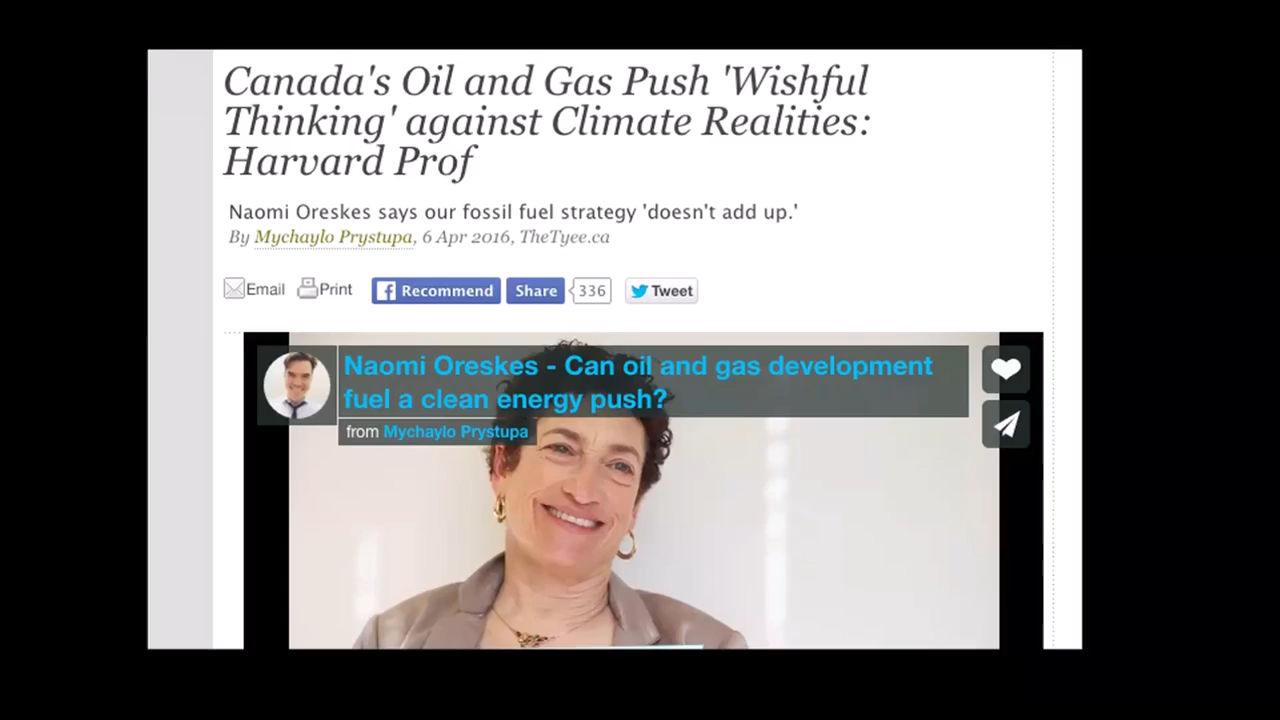 Canada's Oil and Gas Push 'Wishful
Thinking' against Climate Realities:
Harvard Prof
Naomi Oreskes says our fossil fuel strategy 'doesn't add up.'
By Mychaylo Prystupa, 6 Apr 2016, TheTyee.ca
Email Print Recommend Share 336 Tweet
Naomi Oreskes - Can oil and gas development
fuel a clean energy push?
from Mychaylo Prystupa